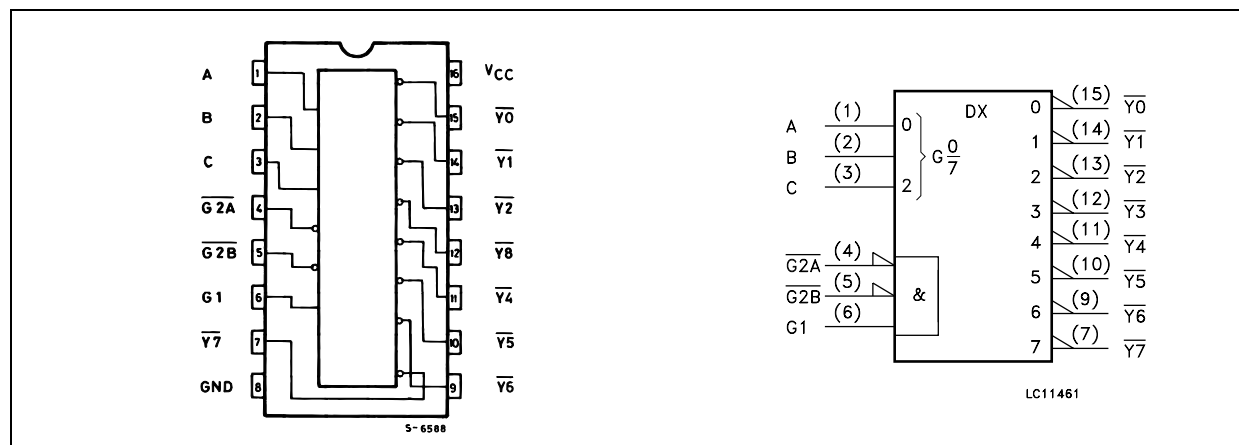 A 1 16 VCC
B 2 15 Y0
C 3 14 Y1
G2A 4 13 Y2
G2B 5 12 Y8
G1 6 11 Y4
Y7 7 10 Y5
GND 8 9 Y6
S-6588
DX
A (1) 0 0 (15) Y0
B (2) G 0/7 1 (14) Y1
C (3) 2 2 (13) Y2
3 (12) Y3
G2A (4) 4 (11) Y4
G2B (5) & 5 (10) Y5
G1 (6) 6 (9) Y6
7 (7) Y7
LC11461